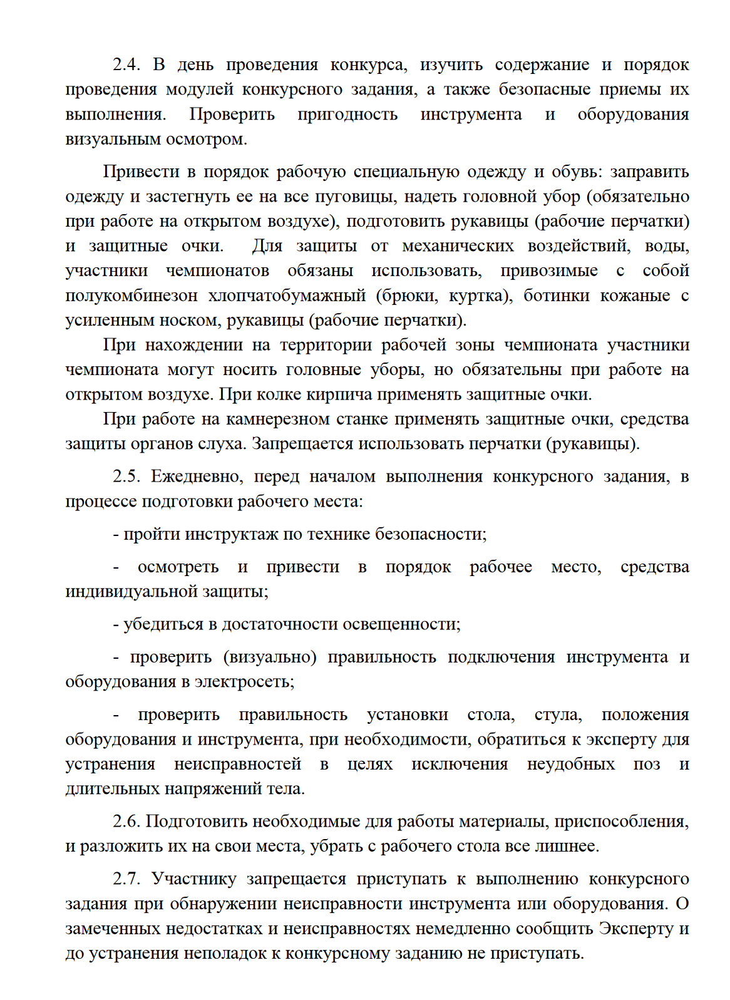 2.4. В день проведения конкурса, изучить содержание и порядок
проведения модулей конкурсного задания, а также безопасные приемы их
выполнения. Проверить пригодность инструмента и оборудования
визуальным осмотром.
Привести в порядок рабочую специальную одежду и обувь: заправить
одежду и застегнуть ее на все пуговицы, надеть головной убор (обязательно
при работе на открытом воздухе), подготовить рукавицы (рабочие перчатки)
и защитные очки. Для защиты от механических воздействий, воды,
участники чемпионатов обязаны использовать, привозимые с собой
полукомбинезон хлопчатобумажный (брюки, куртка), ботинки кожаные с
усиленным носком, рукавицы (рабочие перчатки).
При нахождении на территории рабочей зоны чемпионата участники
чемпионата могут носить головные уборы, но обязательны при работе на
открытом воздухе. При колке кирпича применять защитные очки.
При работе на камнерезном станке применять защитные очки, средства
защиты органов слуха. Запрещается использовать перчатки (рукавицы).
2.5. Ежедневно, перед началом выполнения конкурсного задания, в
процессе подготовки рабочего места:
- пройти инструктаж по технике безопасности;
- осмотреть и привести в порядок рабочее место, средства
индивидуальной защиты;
- убедиться в достаточности освещенности;
- проверить (визуально) правильность подключения инструмента и
оборудования в электросеть;
- проверить правильность установки стола, стула, положения
оборудования и инструмента, при необходимости, обратиться к эксперту для
устранения неисправностей в целях исключения неудобных поз и
длительных напряжений тела.
2.6. Подготовить необходимые для работы материалы, приспособления,
и разложить их на свои места, убрать с рабочего стола все лишнее.
2.7. Участнику запрещается приступать к выполнению конкурсного
задания при обнаружении неисправности инструмента или оборудования. О
замеченных недостатках и неисправностях немедленно сообщить Эксперту и
до устранения неполадок к конкурсному заданию не приступать.